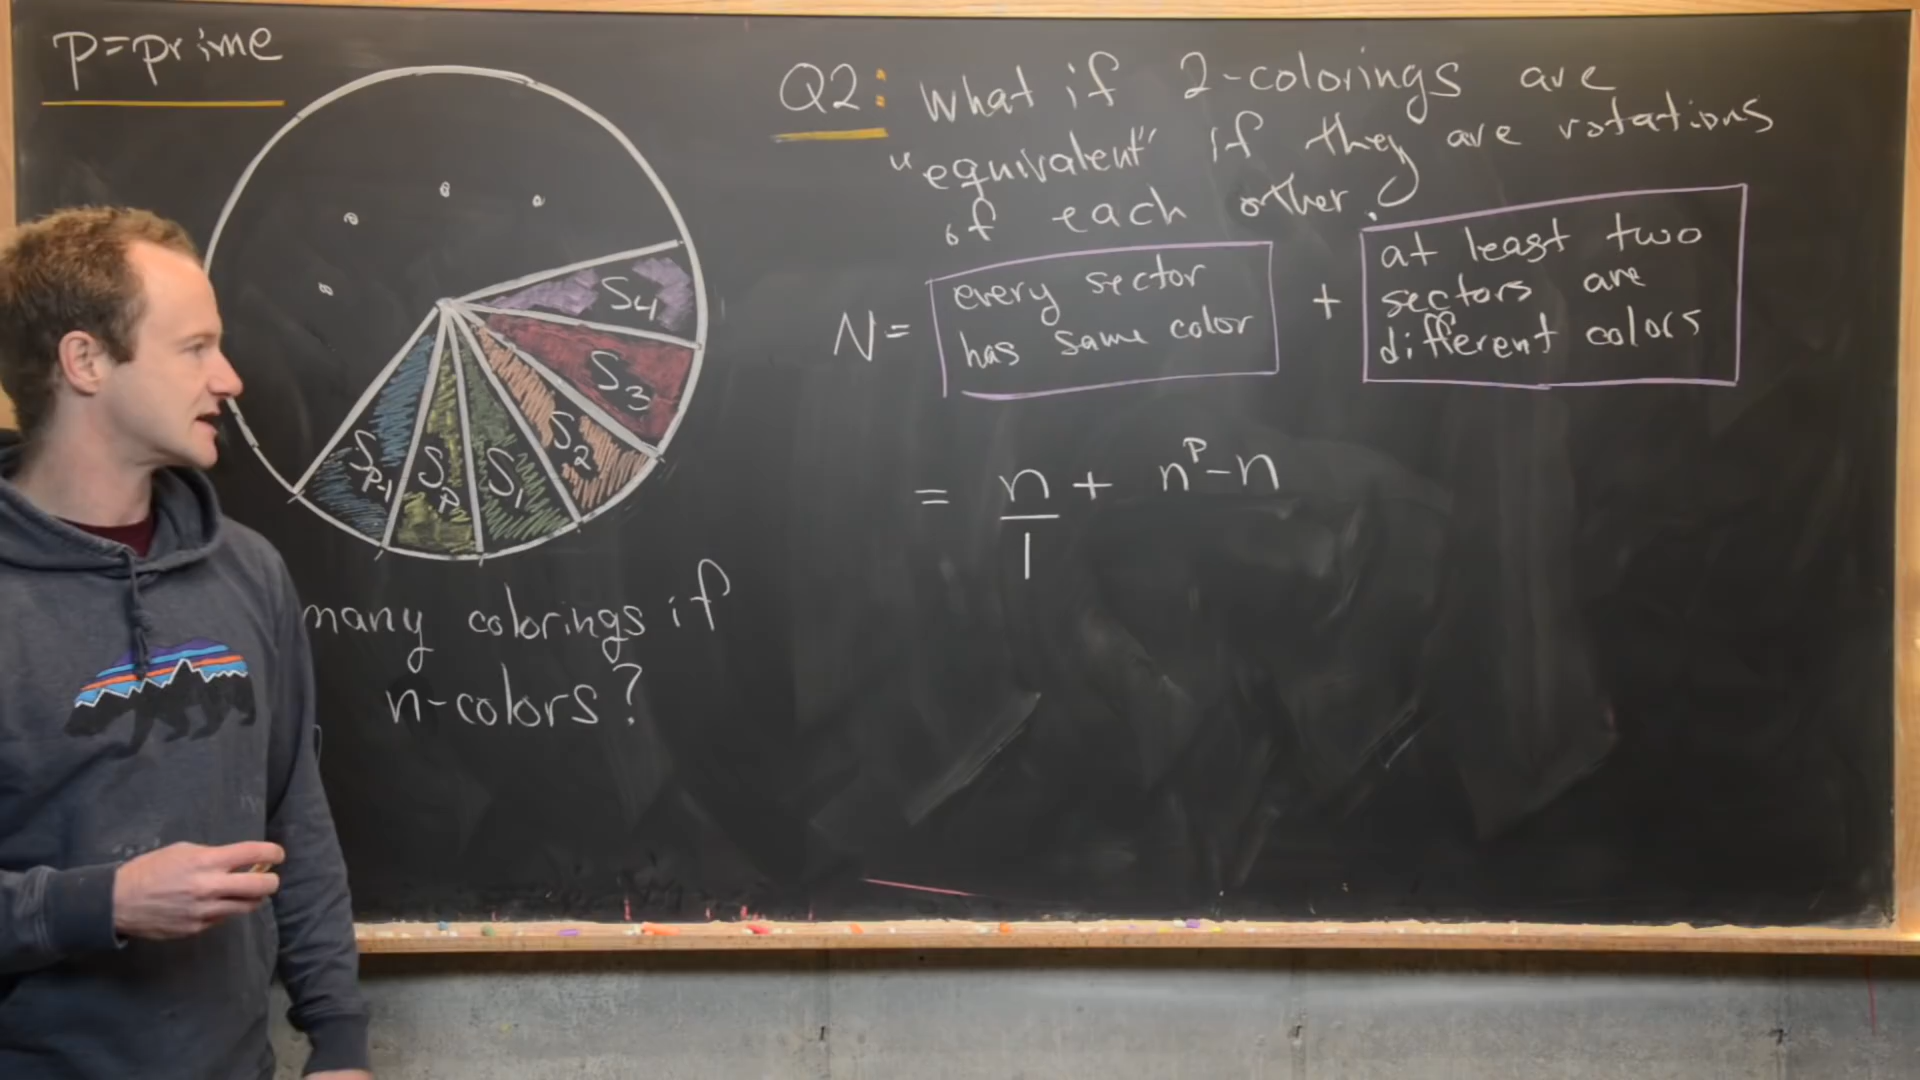 p=prime
Q2: What if 2-colorings are
"equivalent" if they are rotations
of each other?
N= every sector has same color + at least two sectors are different colors
= n/1 + n^p-n
S4
S3
S2
S1
Sp
Sp-1
many colorings if
n-colors?